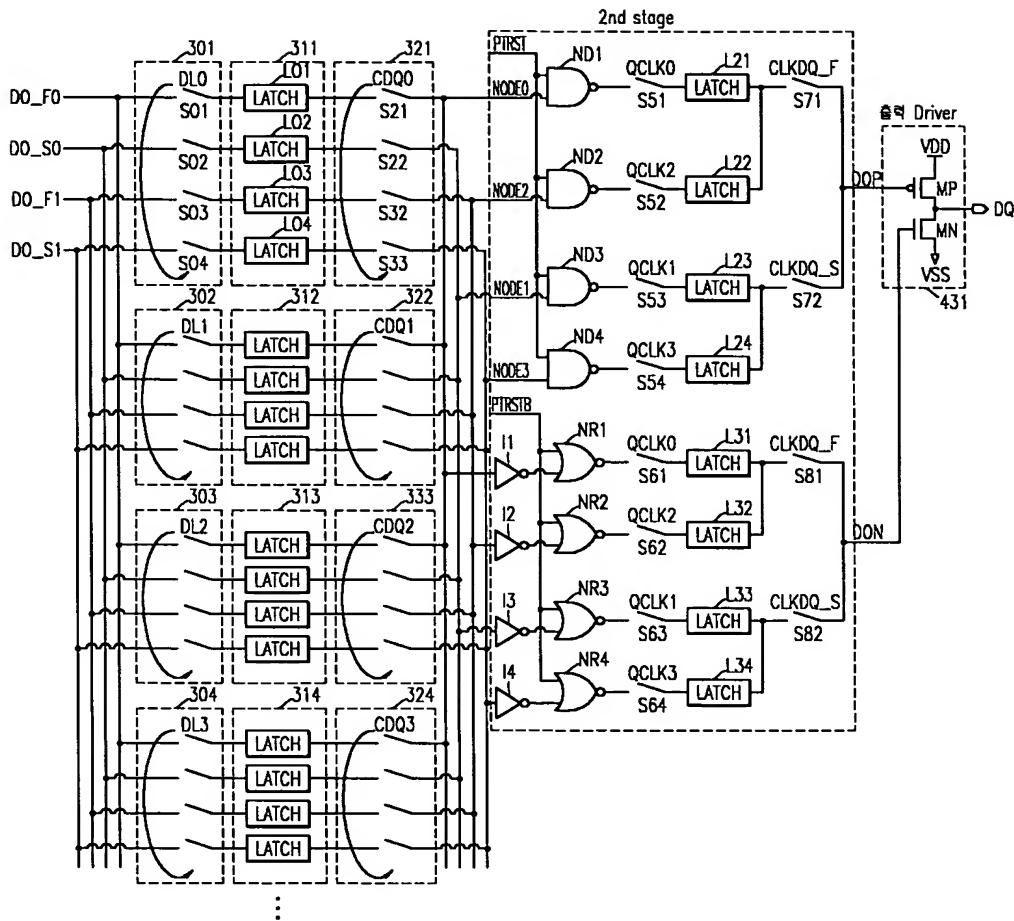 2nd stage
301 311 321
PTRST ND1 QCLK0 L21 CLKDQ_F
DL0 L01 CDQ0
DO_F0 S01 LATCH S21 NODE0 S51 LATCH S71
출력 Driver
L02
DO_S0 S02 LATCH S22 ND2 QCLK2 L22 VDD
L03
DO_F1 S03 LATCH S32 NODE2 S52 LATCH DOP MP
DQ
L04
DO_S1 S04 LATCH S33 ND3 QCLK1 L23 CLKDQ_S MN
VSS
NODE1 S53 LATCH S72
431
302 312 322
DL1 LATCH CDQ1 ND4 QCLK3 L24
LATCH NODE3 S54 LATCH
LATCH PTRSTB
LATCH I1 NR1 QCLK0 L31 CLKDQ_F
S61 LATCH S81
303 313 333
I2 NR2 QCLK2 L32
DL2 LATCH CDQ2 S62 LATCH DON
LATCH
LATCH I3 NR3 QCLK1 L33 CLKDQ_S
LATCH S63 LATCH S82
I4 NR4 QCLK3 L34
304 314 324 S64 LATCH
DL3 LATCH CDQ3
LATCH
LATCH
LATCH